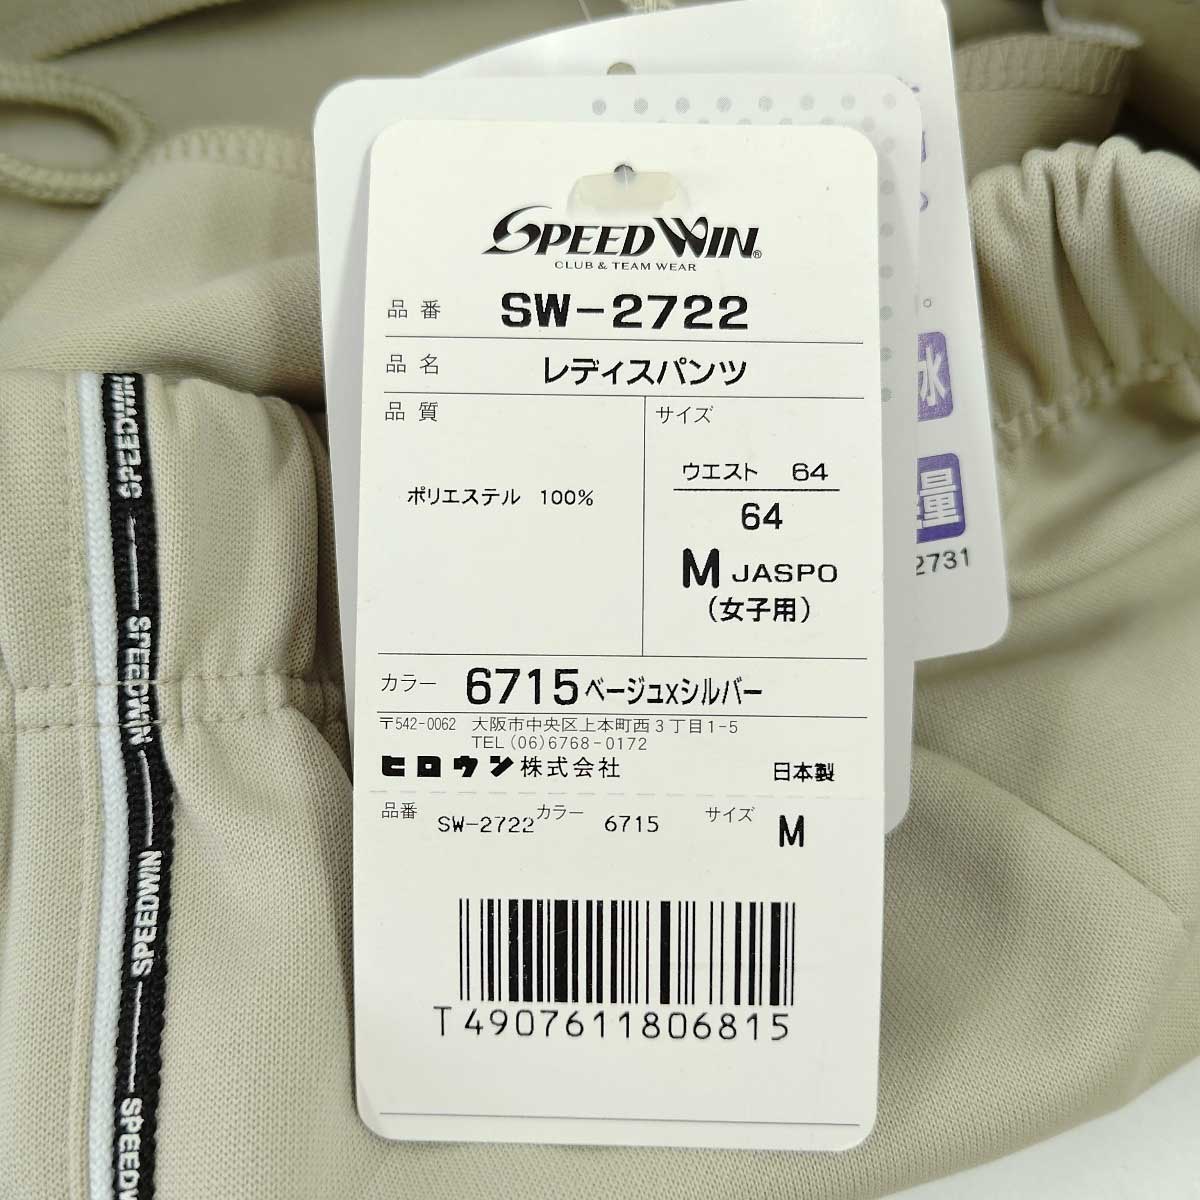 SPEED WIN®
CLUB & TEAM WEAR
品番 SW-2722
品名 レディスパンツ
品質
ポリエステル 100%
サイズ
ウエスト 64
64
M JASPO
(女子用)
カラー 6715ベージュxシルバー
〒542-0062 大阪市中央区上本町西3丁目1-5
TEL(06)6768-0172
ヒロウン株式会社 日本製
品番 SW-2722 カラー 6715 サイズ M
T4907611806815
水
量
2731
SPEEDWIN
SPEEDWIN
SPEEDWIN
SPEEDW